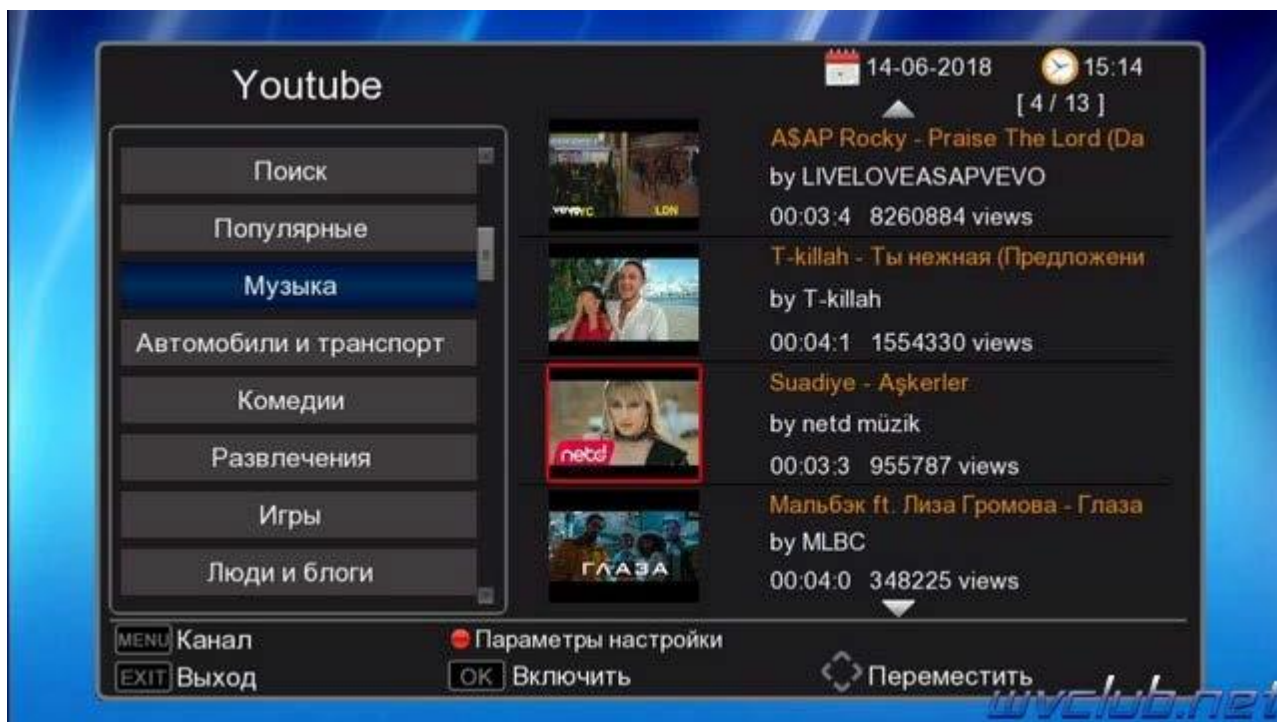 Youtube
14-06-2018
15:14
[ 4 / 13 ]
Поиск
Популярные
Музыка
Автомобили и транспорт
Комедии
Развлечения
Игры
Люди и блоги
A$AP Rocky - Praise The Lord (Da
by LIVELOVEASAPVEVO
00:03:4 8260884 views
vevo
LDN
T-killah - Ты нежная (Предложени
by T-killah
00:04:1 1554330 views
Suadiye - Aşkerler
by netd müzik
00:03:3 955787 views
netd
Мальбэк ft. Лиза Громова - Глаза
by MLBC
00:04:0 348225 views
ГЛАЗА
MENU Канал
Параметры настройки
EXIT Выход
OK Включить
Переместить
wvclub.net